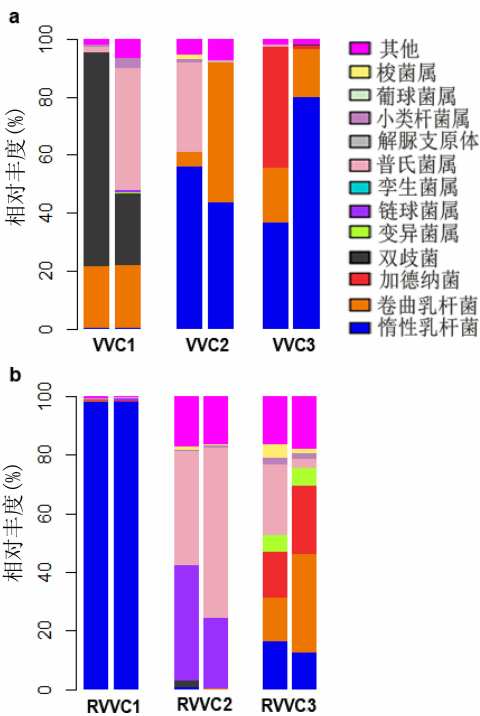 a
100
80
60
40
20
0
相对丰度(%)
VVC1 VVC2 VVC3
其他
梭菌属
葡球菌属
小类杆菌属
解脲支原体
普氏菌属
孪生菌属
链球菌属
变异菌属
双歧菌
加德纳菌
卷曲乳杆菌
惰性乳杆菌
b
100
80
60
40
20
0
相对丰度(%)
RVVC1 RVVC2 RVVC3